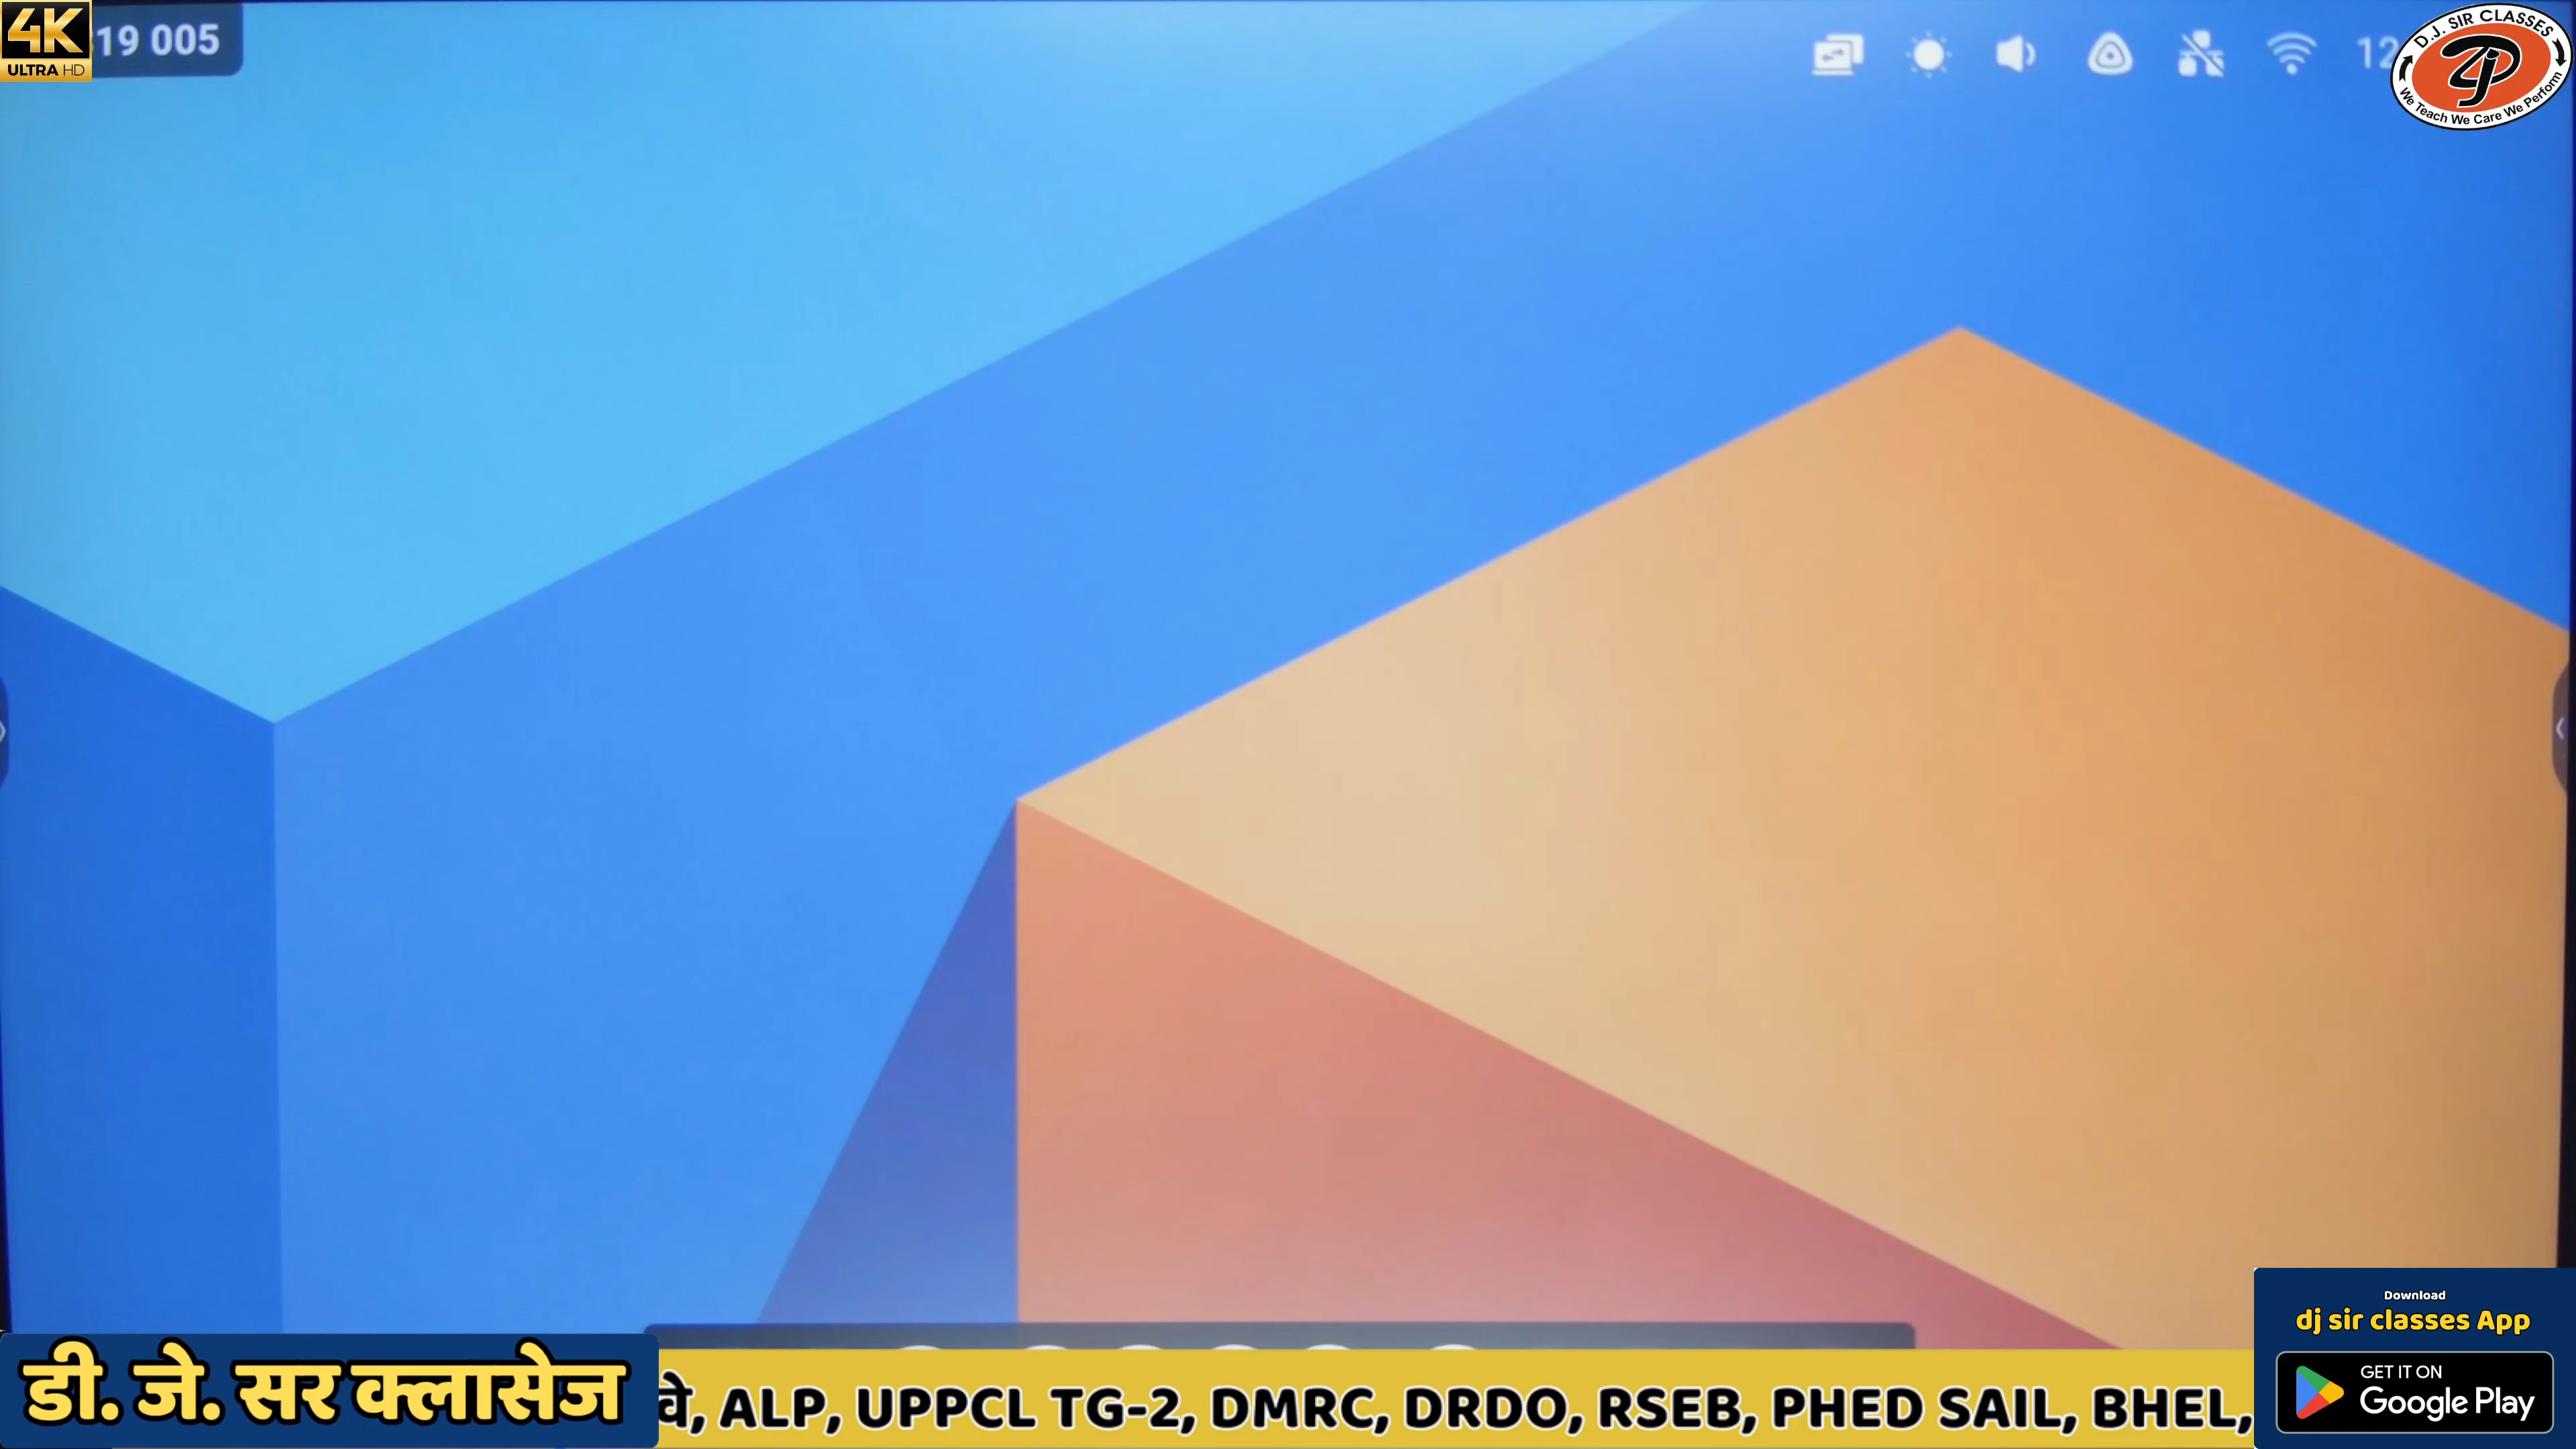 4K
ULTRA HD
19 005
12
D.J. SIR CLASSES
We Teach We Care We Perform
Download
dj sir classes App
GET IT ON
Google Play
डी. जे. सर क्लासेज
वे, ALP, UPPCL TG-2, DMRC, DRDO, RSEB, PHED SAIL, BHEL,